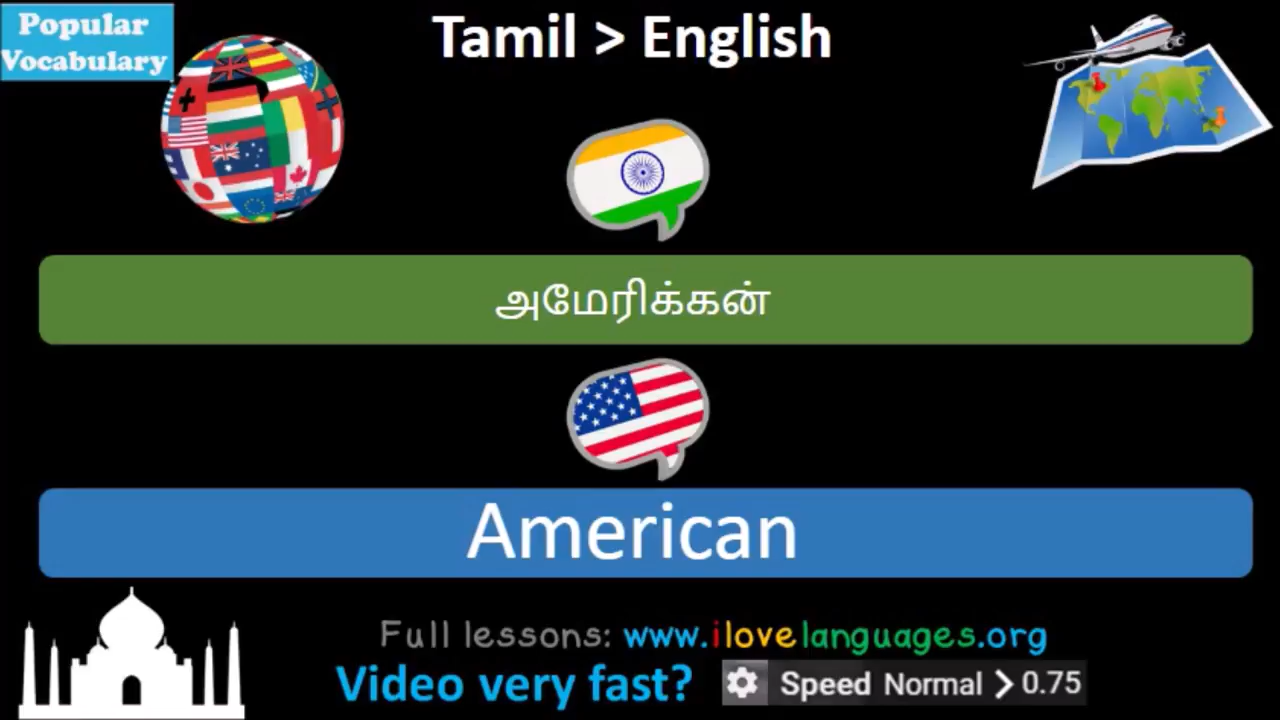 Popular
Vocabulary
Tamil > English
அமேரிக்கன்
American
Full lessons: www.ilovelanguages.org
Video very fast? Speed Normal > 0.75